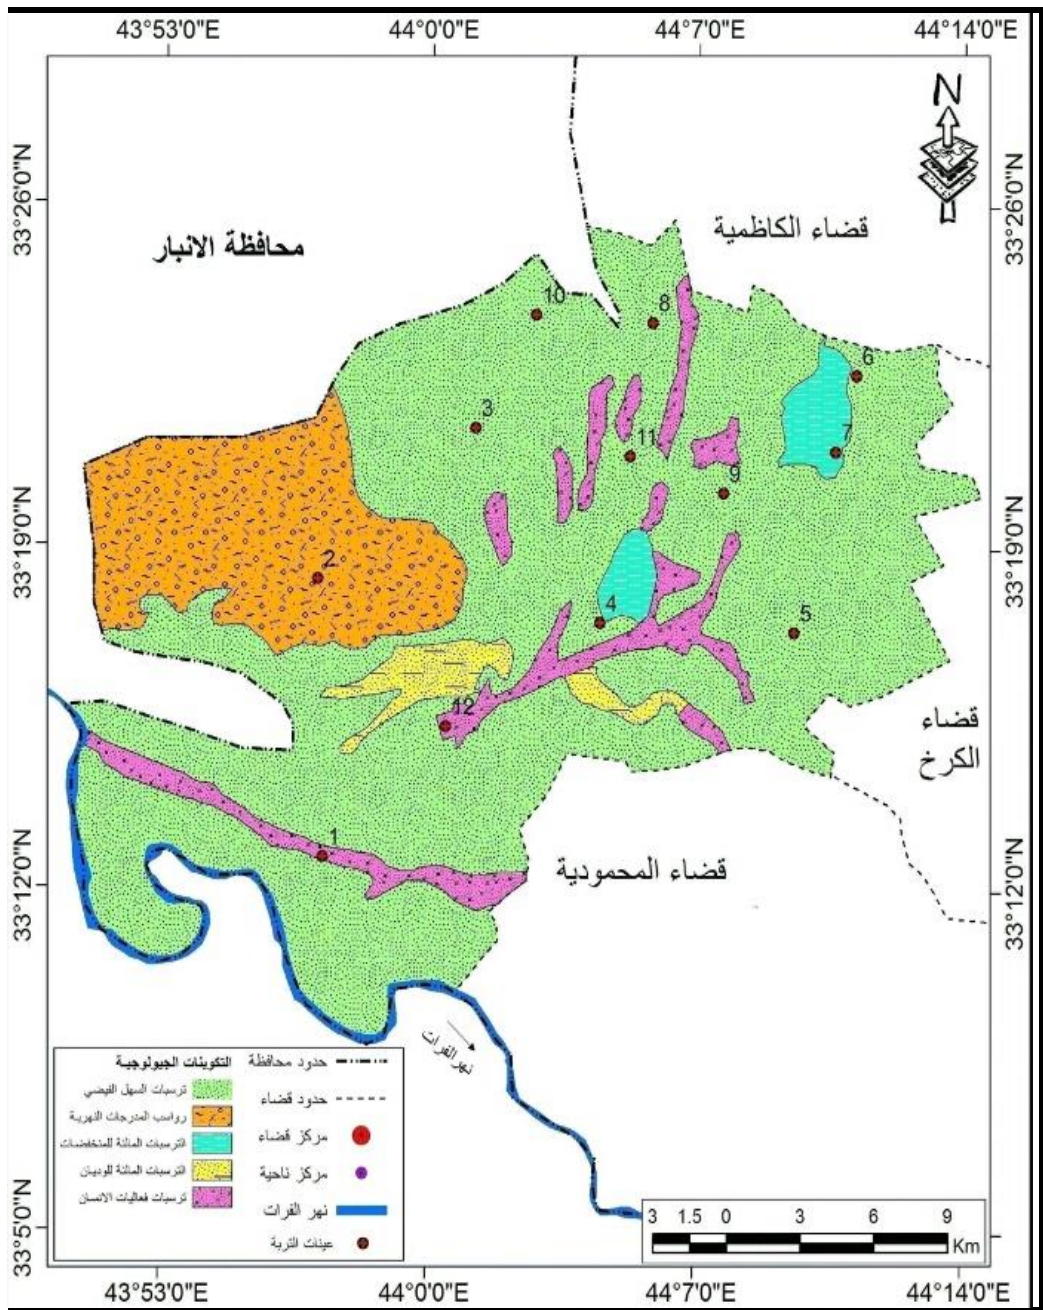 43°53'0"E 44°0'0"E 44°7'0"E 44°14'0"E
N
33°26'0"N
33°26'0"N
قضاء الكاظمية
محافظة الانبار
10
8
6
3
11
7
9
33°19'0"N
33°19'0"N
2
4
5
12
قضاء
الكرخ
1
قضاء المحمودية
33°12'0"N
33°12'0"N
نهر الفرات
التكوينات الجيولوجية
ترسبات السهل الفيضي
رواسب المدرجات النهرية
الترسبات المالئة للمنخفضات
الترسبات المالئة للوديان
ترسبات فعاليات الانسان
حدود محافظة
حدود قضاء
مركز قضاء
مركز ناحية
نهر الفرات
عينات التربة
33°5'0"N
3 1.5 0 3 6 9
Km
43°53'0"E 44°0'0"E 44°7'0"E 44°14'0"E